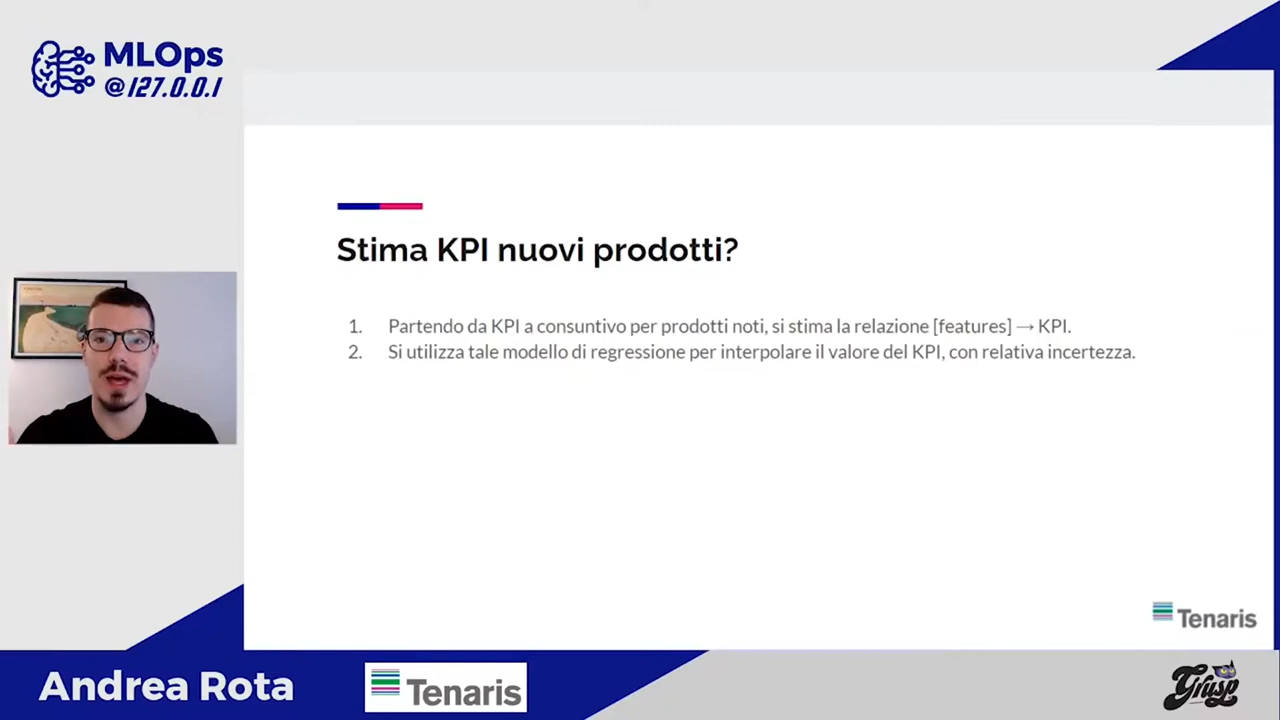 MLOps
@127.0.0.1
Stima KPI nuovi prodotti?
1. Partendo da KPI a consuntivo per prodotti noti, si stima la relazione [features] → KPI.
2. Si utilizza tale modello di regressione per interpolare il valore del KPI, con relativa incertezza.
Tenaris
Andrea Rota
Tenaris
Grusp